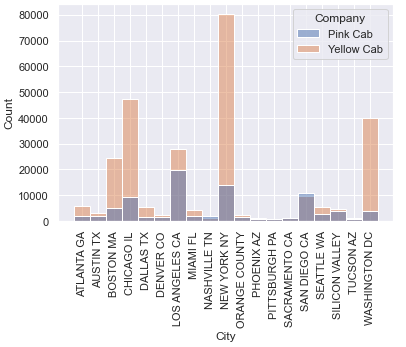 Company
Pink Cab
Yellow Cab
80000
70000
60000
50000
40000
30000
20000
10000
0
Count
ATLANTA GA
AUSTIN TX
BOSTON MA
CHICAGO IL
DALLAS TX
DENVER CO
LOS ANGELES CA
MIAMI FL
NASHVILLE TN
NEW YORK NY
ORANGE COUNTY
PHOENIX AZ
PITTSBURGH PA
SACRAMENTO CA
SAN DIEGO CA
SEATTLE WA
SILICON VALLEY
TUCSON AZ
WASHINGTON DC
City